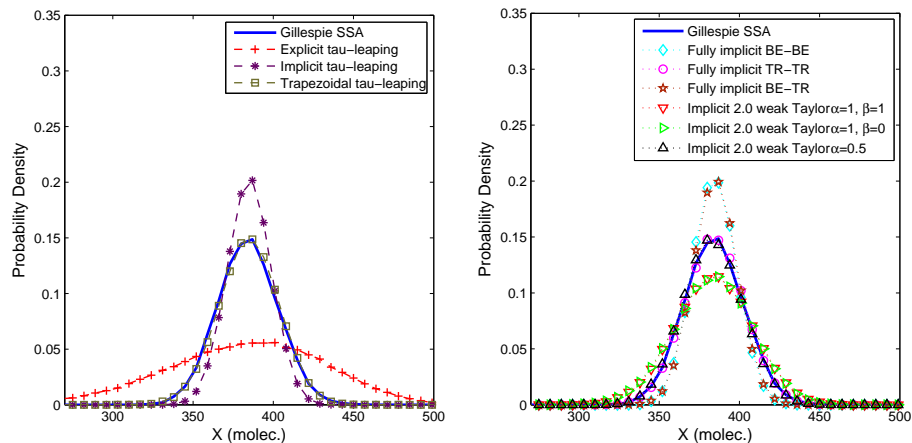 0.35
0.3
0.25
0.2
0.15
0.1
0.05
0
Probability Density
300
350
400
450
500
X (molec.)
Gillespie SSA
Explicit tau−leaping
Implicit tau−leaping
Trapezoidal tau−leaping
0.35
0.3
0.25
0.2
0.15
0.1
0.05
0
Probability Density
300
350
400
450
500
X (molec.)
Gillespie SSA
Fully implicit BE−BE
Fully implicit TR−TR
Fully implicit BE−TR
Implicit 2.0 weak Taylorα=1, β=1
Implicit 2.0 weak Taylorα=1, β=0
Implicit 2.0 weak Taylorα=0.5